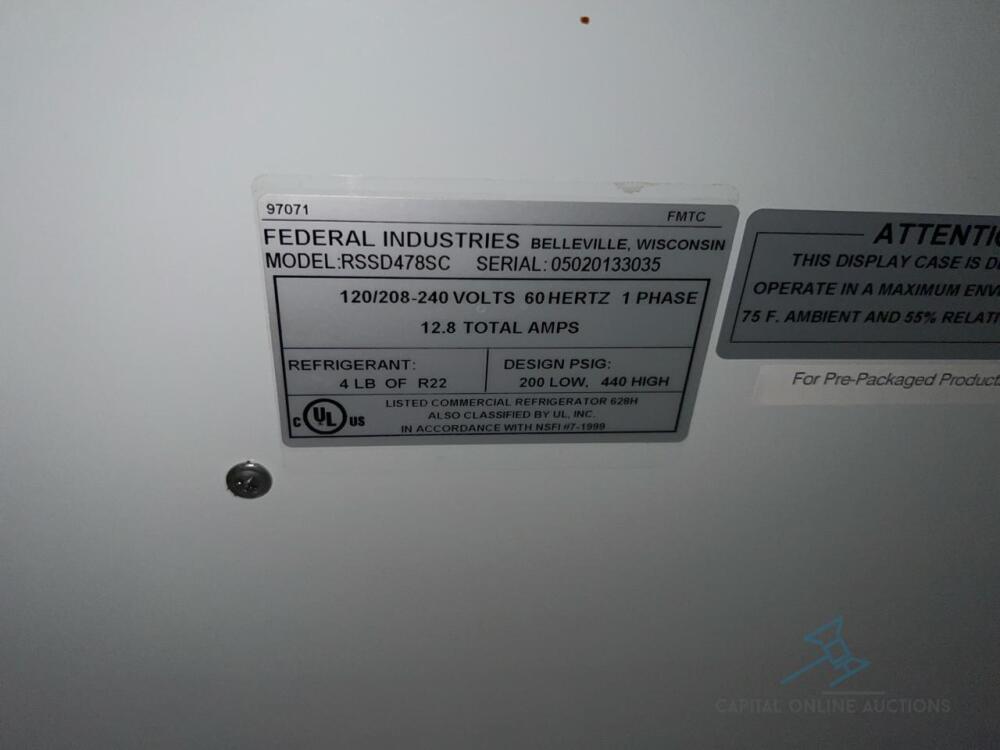 97071 FMTC
FEDERAL INDUSTRIES BELLEVILLE, WISCONSIN
MODEL:RSSD478SC SERIAL: 05020133035
120/208-240 VOLTS 60 HERTZ 1 PHASE
12.8 TOTAL AMPS
REFRIGERANT:
4 LB OF R22
DESIGN PSIG:
200 LOW, 440 HIGH
C UL US
LISTED COMMERCIAL REFRIGERATOR 628H
ALSO CLASSIFIED BY UL, INC.
IN ACCORDANCE WITH NSFI #7-1999
ATTENTI
THIS DISPLAY CASE IS D
OPERATE IN A MAXIMUM ENV
75 F. AMBIENT AND 55% RELATI
For Pre-Packaged Product
CAPITAL ONLINE AUCTIONS